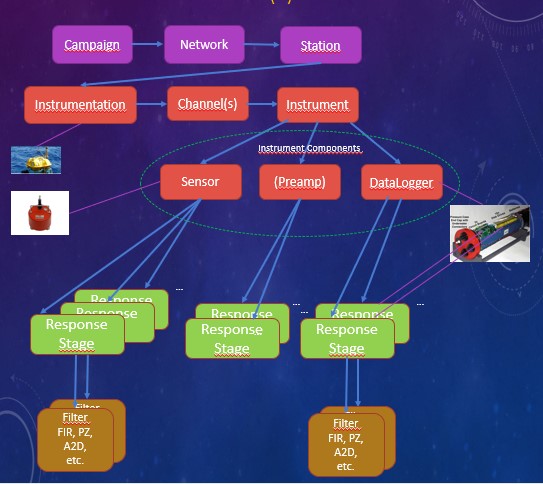 Campaign
Network
Station
Instrumentation
Channel(s)
Instrument
Instrument Components
Sensor
(Preamp)
DataLogger
...
Response
Response
Response
Stage
...
Response
Response
Stage
...
...
Response
Response
Stage
Filter
Filter
FIR, PZ,
A2D,
etc.
Filter
FIR, PZ,
A2D,
etc.